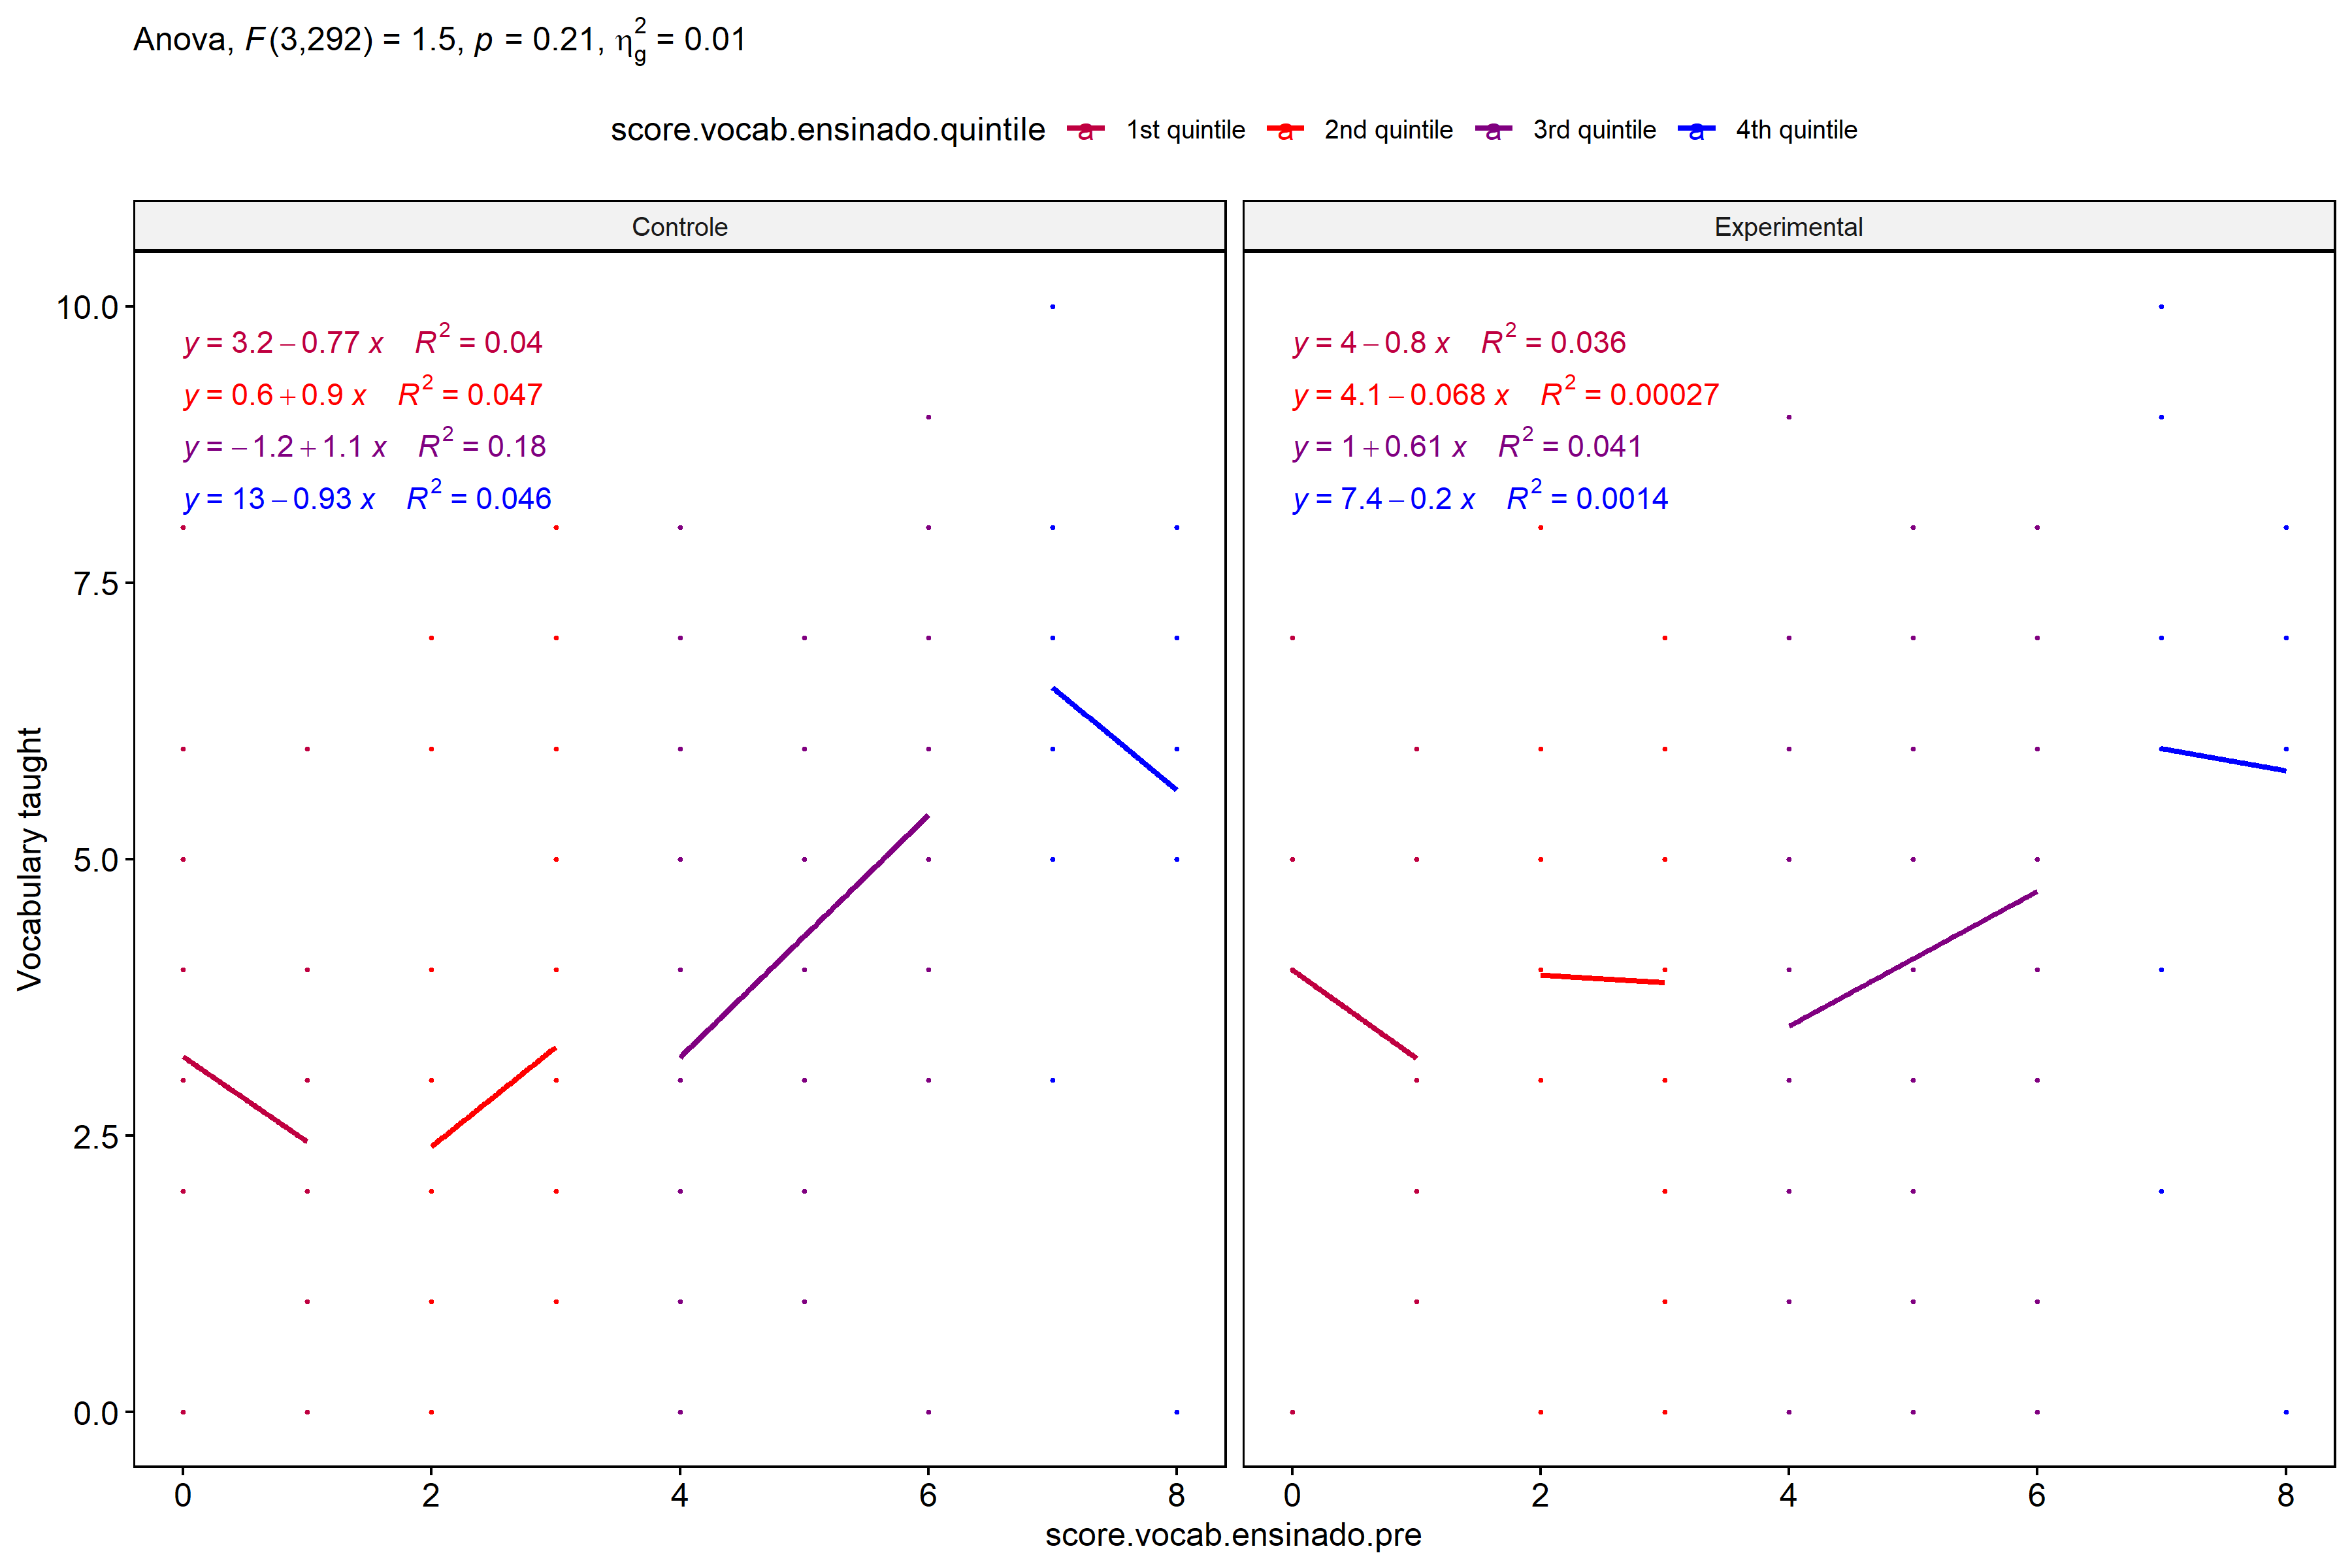 Anova, F(3,292) = 1.5, p = 0.21, η²g = 0.01
score.vocab.ensinado.quintile a 1st quintile a 2nd quintile a 3rd quintile a 4th quintile
Controle
Experimental
y = 3.2 − 0.77 x R² = 0.04
y = 0.6 + 0.9 x R² = 0.047
y = − 1.2 + 1.1 x R² = 0.18
y = 13 − 0.93 x R² = 0.046
y = 4 − 0.8 x R² = 0.036
y = 4.1 − 0.068 x R² = 0.00027
y = 1 + 0.61 x R² = 0.041
y = 7.4 − 0.2 x R² = 0.0014
10.0
7.5
5.0
2.5
0.0
Vocabulary taught
0 2 4 6 8
0 2 4 6 8
score.vocab.ensinado.pre